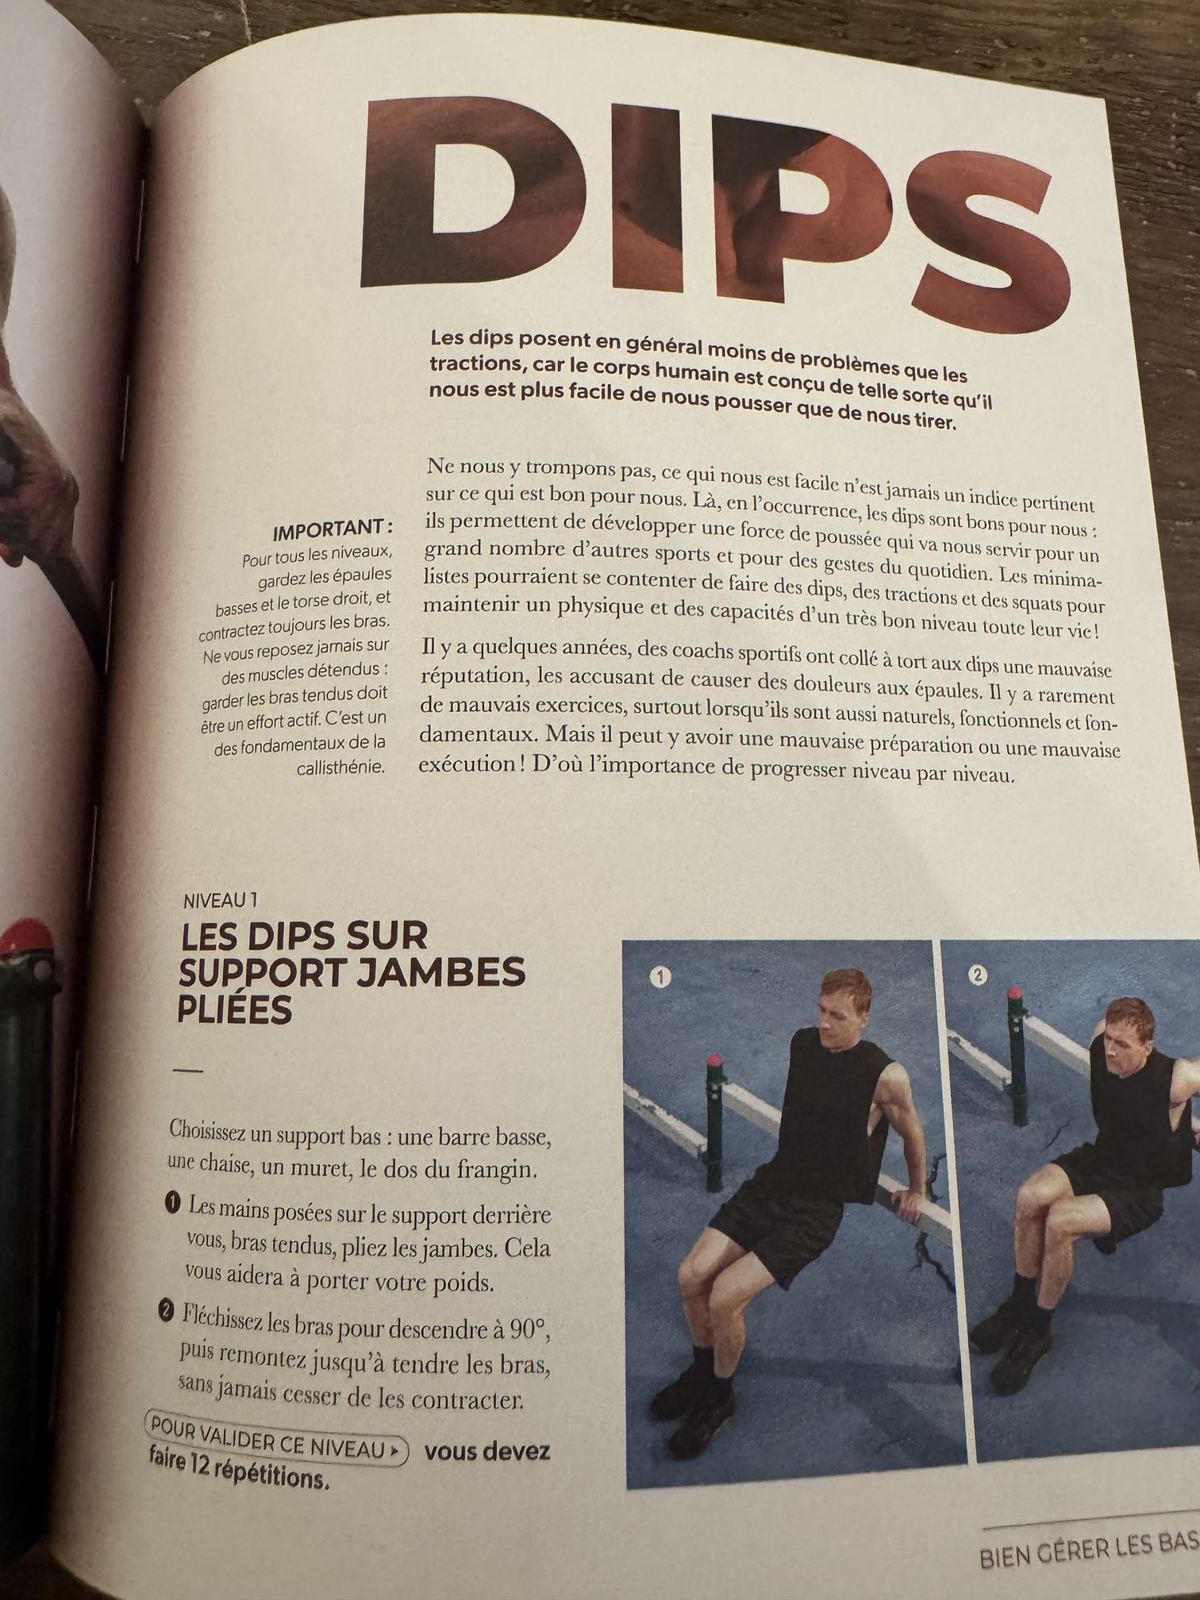 DIPS
Les dips posent en général moins de problèmes que les
tractions, car le corps humain est conçu de telle sorte qu'il
nous est plus facile de nous pousser que de nous tirer.
Ne nous y trompons pas, ce qui nous est facile n'est jamais un indice pertinent
sur ce qui est bon pour nous. Là, en l'occurrence, les dips sont bons pour nous :
ils permettent de développer une force de poussée qui va nous servir pour un
grand nombre d'autres sports et pour des gestes du quotidien. Les minima-
listes pourraient se contenter de faire des dips, des tractions et des squats pour
maintenir un physique et des capacités d'un très bon niveau toute leur vie !
Il y a quelques années, des coachs sportifs ont collé à tort aux dips une mauvaise
réputation, les accusant de causer des douleurs aux épaules. Il y a rarement
de mauvais exercices, surtout lorsqu'ils sont aussi naturels, fonctionnels et fon-
damentaux. Mais il peut y avoir une mauvaise préparation ou une mauvaise
exécution ! D'où l'importance de progresser niveau par niveau.
IMPORTANT :
Pour tous les niveaux,
gardez les épaules
basses et le torse droit, et
contractez toujours les bras.
Ne vous reposez jamais sur
des muscles détendus :
garder les bras tendus doit
être un effort actif. C'est un
des fondamentaux de la
callisthénie.
NIVEAU 1
LES DIPS SUR
SUPPORT JAMBES
PLIÉES
Choisissez un support bas : une barre basse,
une chaise, un muret, le dos du frangin.
1 Les mains posées sur le support derrière
vous, bras tendus, pliez les jambes. Cela
vous aidera à porter votre poids.
2 Fléchissez les bras pour descendre à 90°,
puis remontez jusqu'à tendre les bras,
sans jamais cesser de les contracter.
POUR VALIDER CE NIVEAU ▸ vous devez
faire 12 répétitions.
1
2
BIEN GÉRER LES BAS